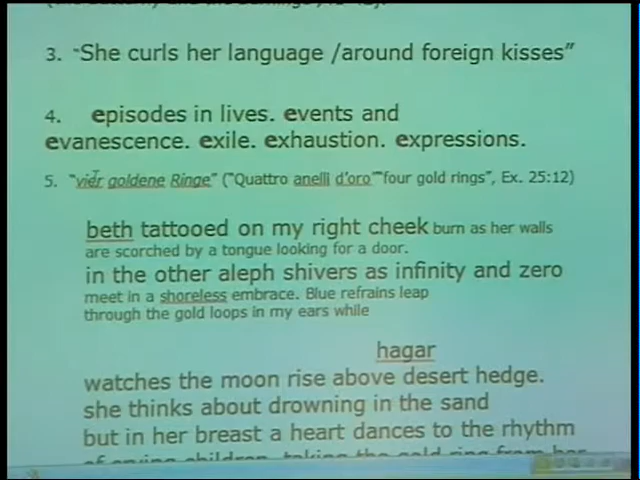 3. "She curls her language /around foreign kisses"
4. episodes in lives. events and
evanescence. exile. exhaustion. expressions.
5. "vier goldene Ringe" ("Quattro anelli d'oro" "four gold rings", Ex. 25:12)
beth tattooed on my right cheek burn as her walls
are scorched by a tongue looking for a door.
in the other aleph shivers as infinity and zero
meet in a shoreless embrace. Blue refrains leap
through the gold loops in my ears while
hagar
watches the moon rise above desert hedge.
she thinks about drowning in the sand
but in her breast a heart dances to the rhythm